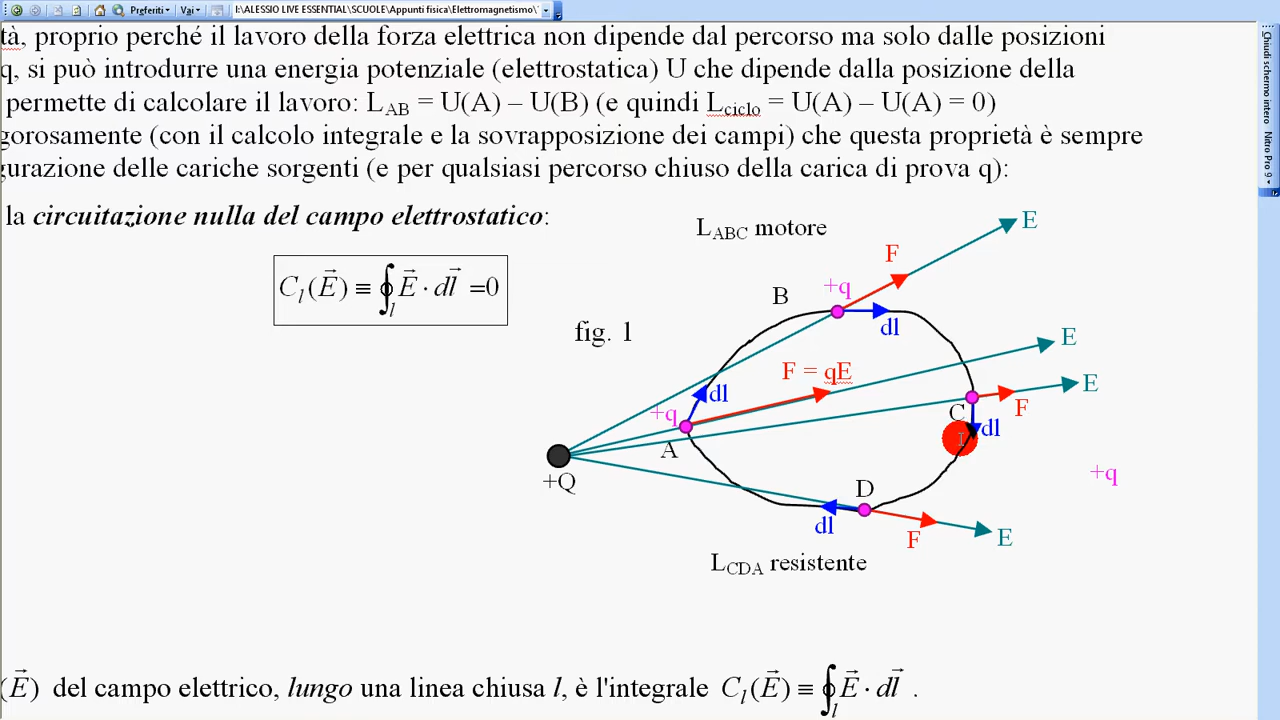 Preferiti Vai I:\ALESSIO LIVE ESSENTIAL\SCUOLE\Appunti fisica\Elettromagnetismo\
Chiudi schermo intero Nitro Pro 9
tà, proprio perché il lavoro della forza elettrica non dipende dal percorso ma solo dalle posizioni
q, si può introdurre una energia potenziale (elettrostatica) U che dipende dalla posizione della
permette di calcolare il lavoro: L_AB = U(A) – U(B) (e quindi L_ciclo = U(A) – U(A) = 0)
gorosamente (con il calcolo integrale e la sovrapposizione dei campi) che questa proprietà è sempre
gurazione delle cariche sorgenti (e per qualsiasi percorso chiuso della carica di prova q):
la circuitazione nulla del campo elettrostatico:
L_ABC motore
E
F
C_l(E⃗) ≡ ∮_l E⃗ · dl⃗ =0
+q
B
dl
fig. 1
E
F = qE
E
dl
+q
C
F
dl
A
+Q
+q
D
dl
F
E
L_CDA resistente
(E⃗) del campo elettrico, lungo una linea chiusa l, è l'integrale C_l(E⃗) ≡ ∮_l E⃗ · dl⃗ .